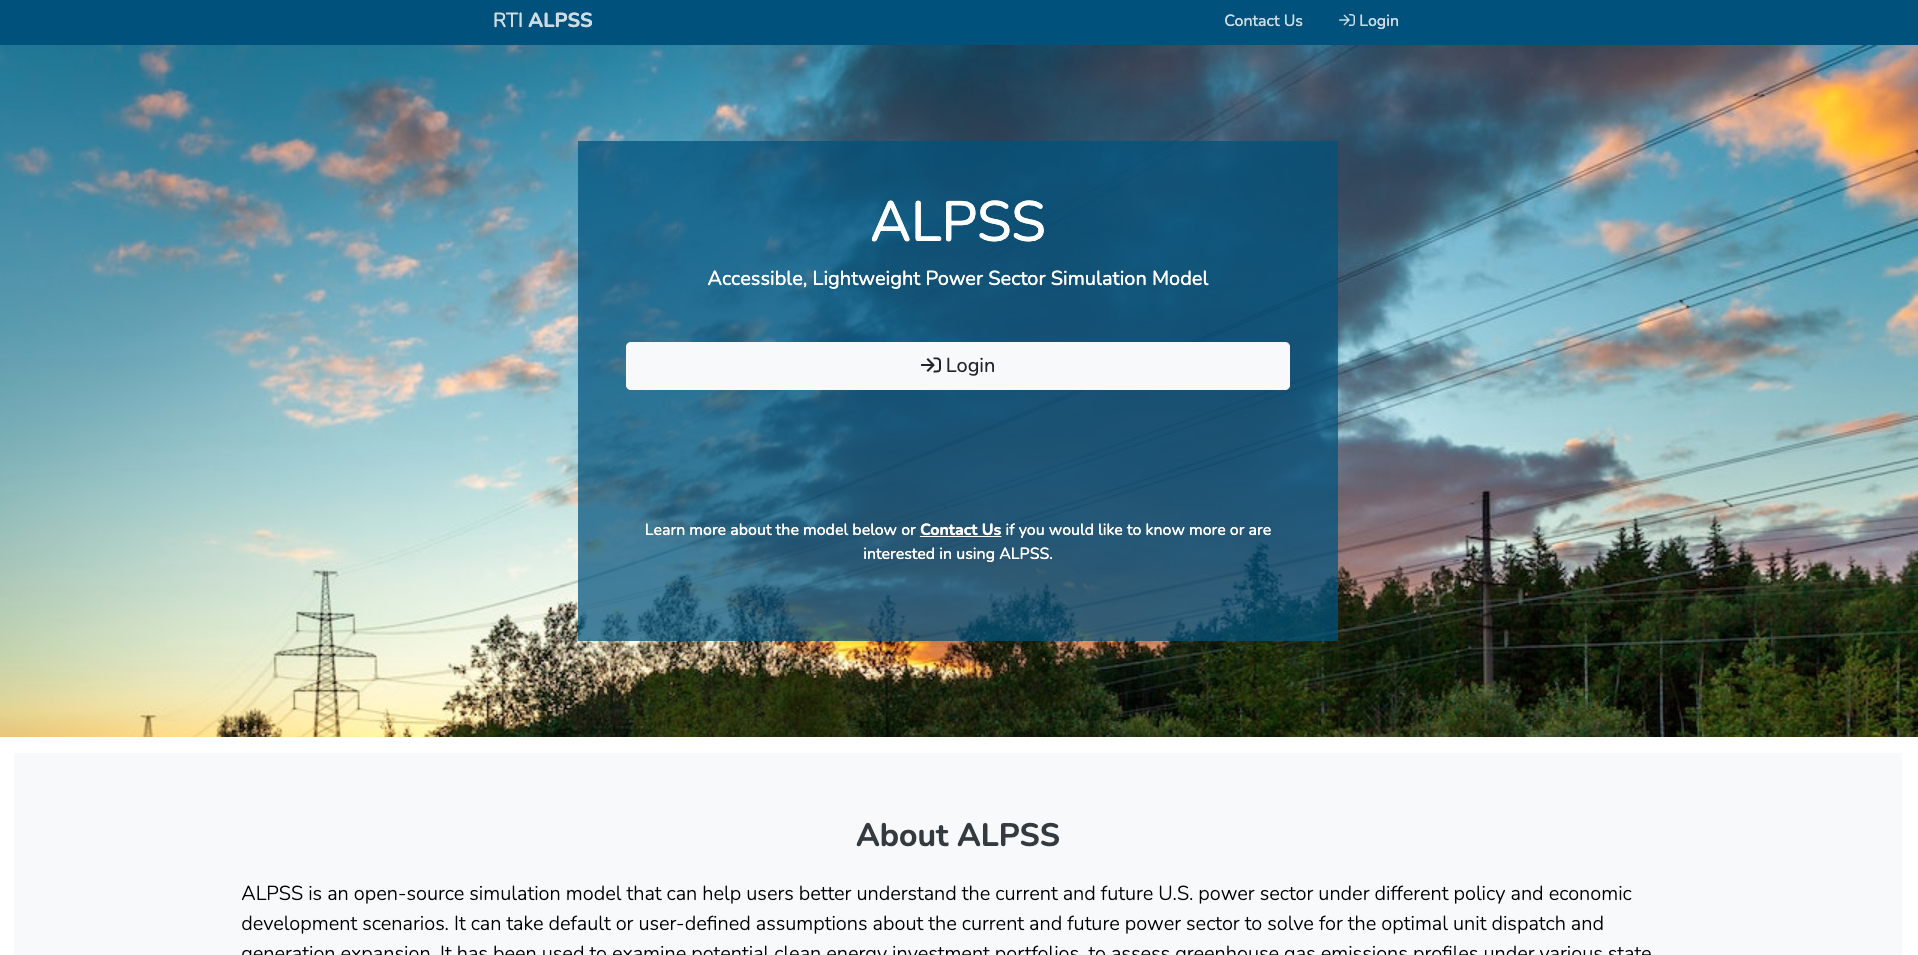 RTI ALPSS
Contact Us
Login
ALPSS
Accessible, Lightweight Power Sector Simulation Model
Login
Learn more about the model below or Contact Us if you would like to know more or are
interested in using ALPSS.
About ALPSS
ALPSS is an open-source simulation model that can help users better understand the current and future U.S. power sector under different policy and economic
development scenarios. It can take default or user-defined assumptions about the current and future power sector to solve for the optimal unit dispatch and
generation expansion. It has been used to examine potential clean energy investment portfolios, to assess greenhouse gas emissions profiles under various state